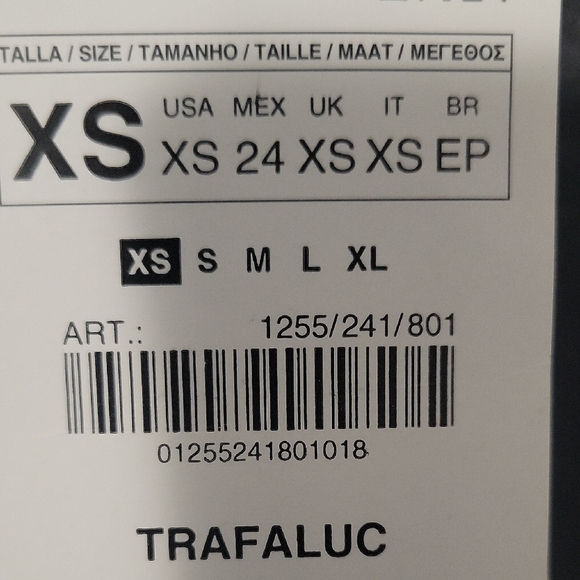 TALLA / SIZE / TAMANHO / TAILLE / MAAT / ΜΕΓΕΘΟΣ
XS
USA MEX UK IT BR
XS 24 XS XS EP
XS S M L XL
ART.: 1255/241/801
01255241801018
TRAFALUC